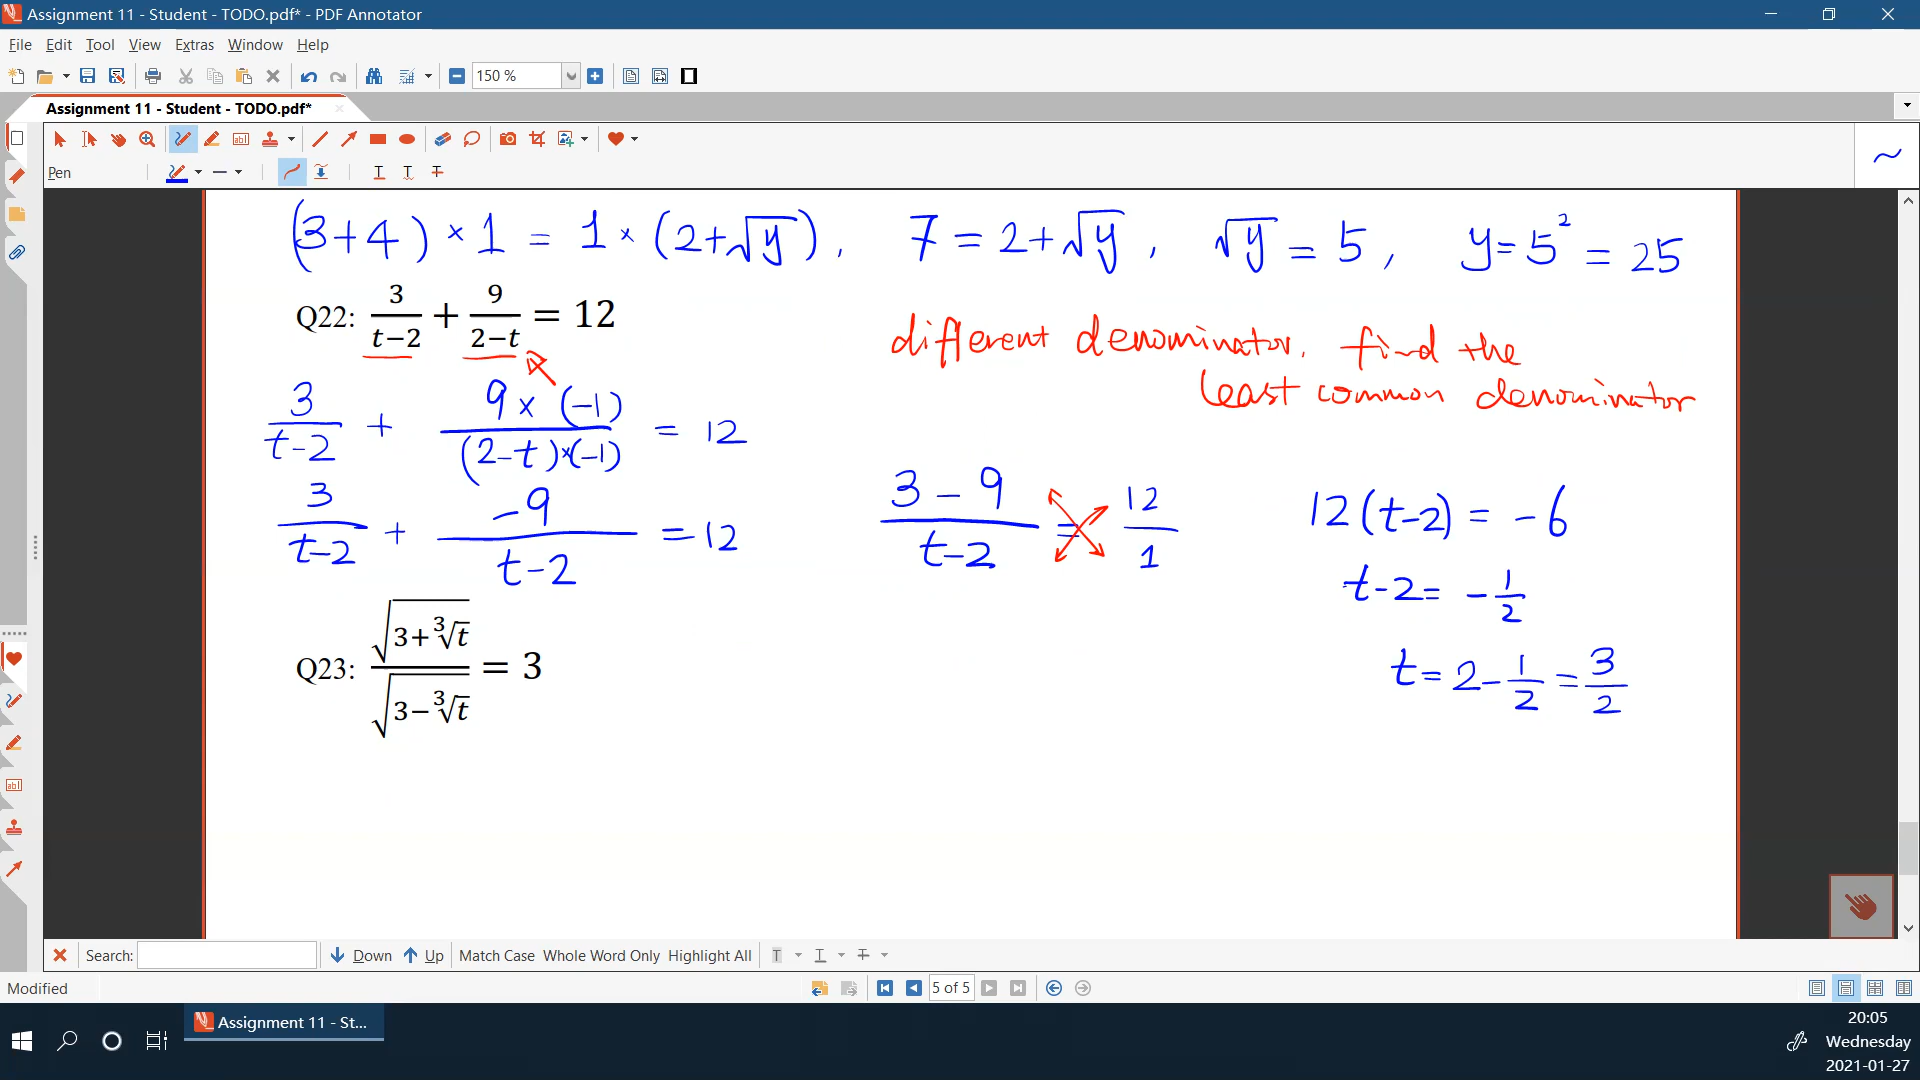 Assignment 11 - Student - TODO.pdf* - PDF Annotator
File Edit Tool View Extras Window Help
150 %
Assignment 11 - Student - TODO.pdf*
Pen
(3+4) × 1 = 1 × (2+√y), 7 = 2+√y, √y = 5, y=5² = 25
Q22: 3/(t−2) + 9/(2−t) = 12
different denominator. find the
least common denominator
3/(t-2) + (9 × (-1))/((2-t)×(-1)) = 12
3/(t-2) + -9/(t-2) = 12
(3-9)/(t-2) = 12/1
12(t-2) = -6
t-2 = -1/2
t = 2 - 1/2 = 3/2
Q23: √(3+∛t)/√(3−∛t) = 3
Search: Down Up Match Case Whole Word Only Highlight All
Modified
5 of 5
Assignment 11 - St...
20:05
Wednesday
2021-01-27